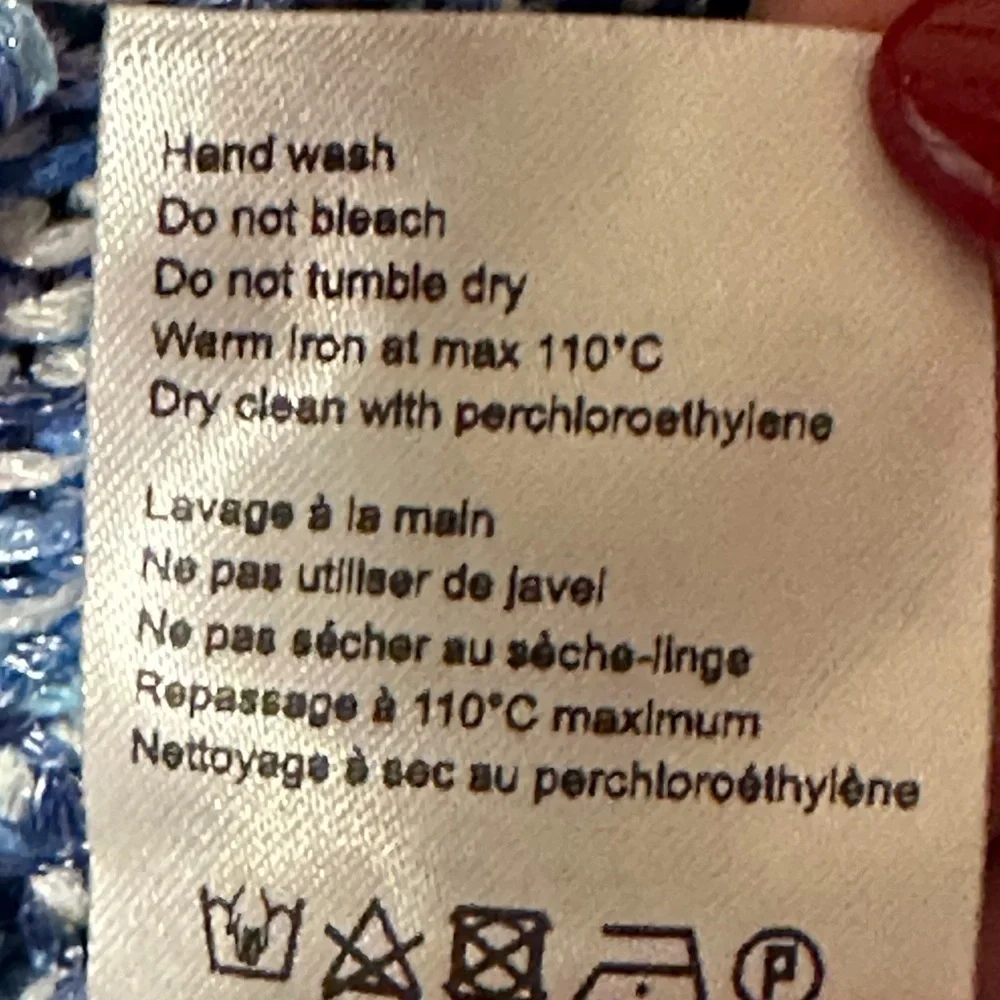 Hand wash
Do not bleach
Do not tumble dry
Warm Iron at max 110°C
Dry clean with perchloroethylene
Lavage à la main
Ne pas utiliser de javel
Ne pas sécher au sèche-linge
Repassage à 110°C maximum
Nettoyage à sec au perchloroéthylène
P